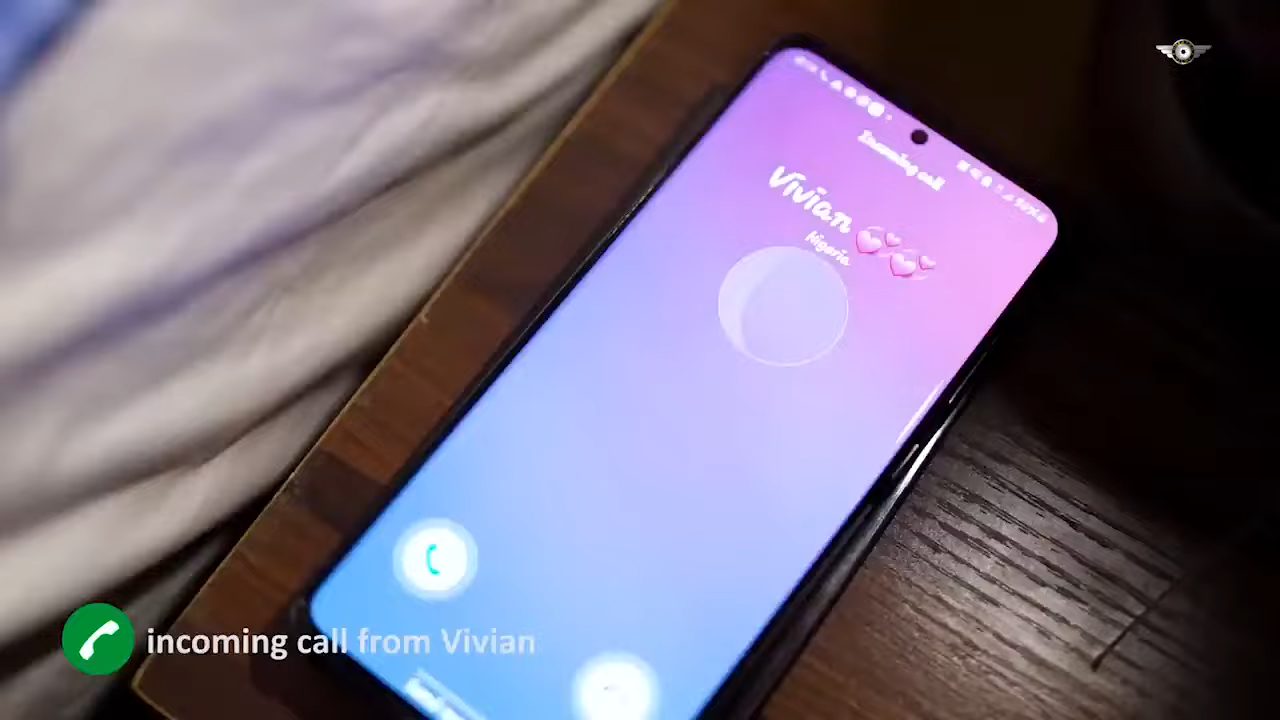 Incoming call
Vivian 💞💞
Nigeria
incoming call from Vivian